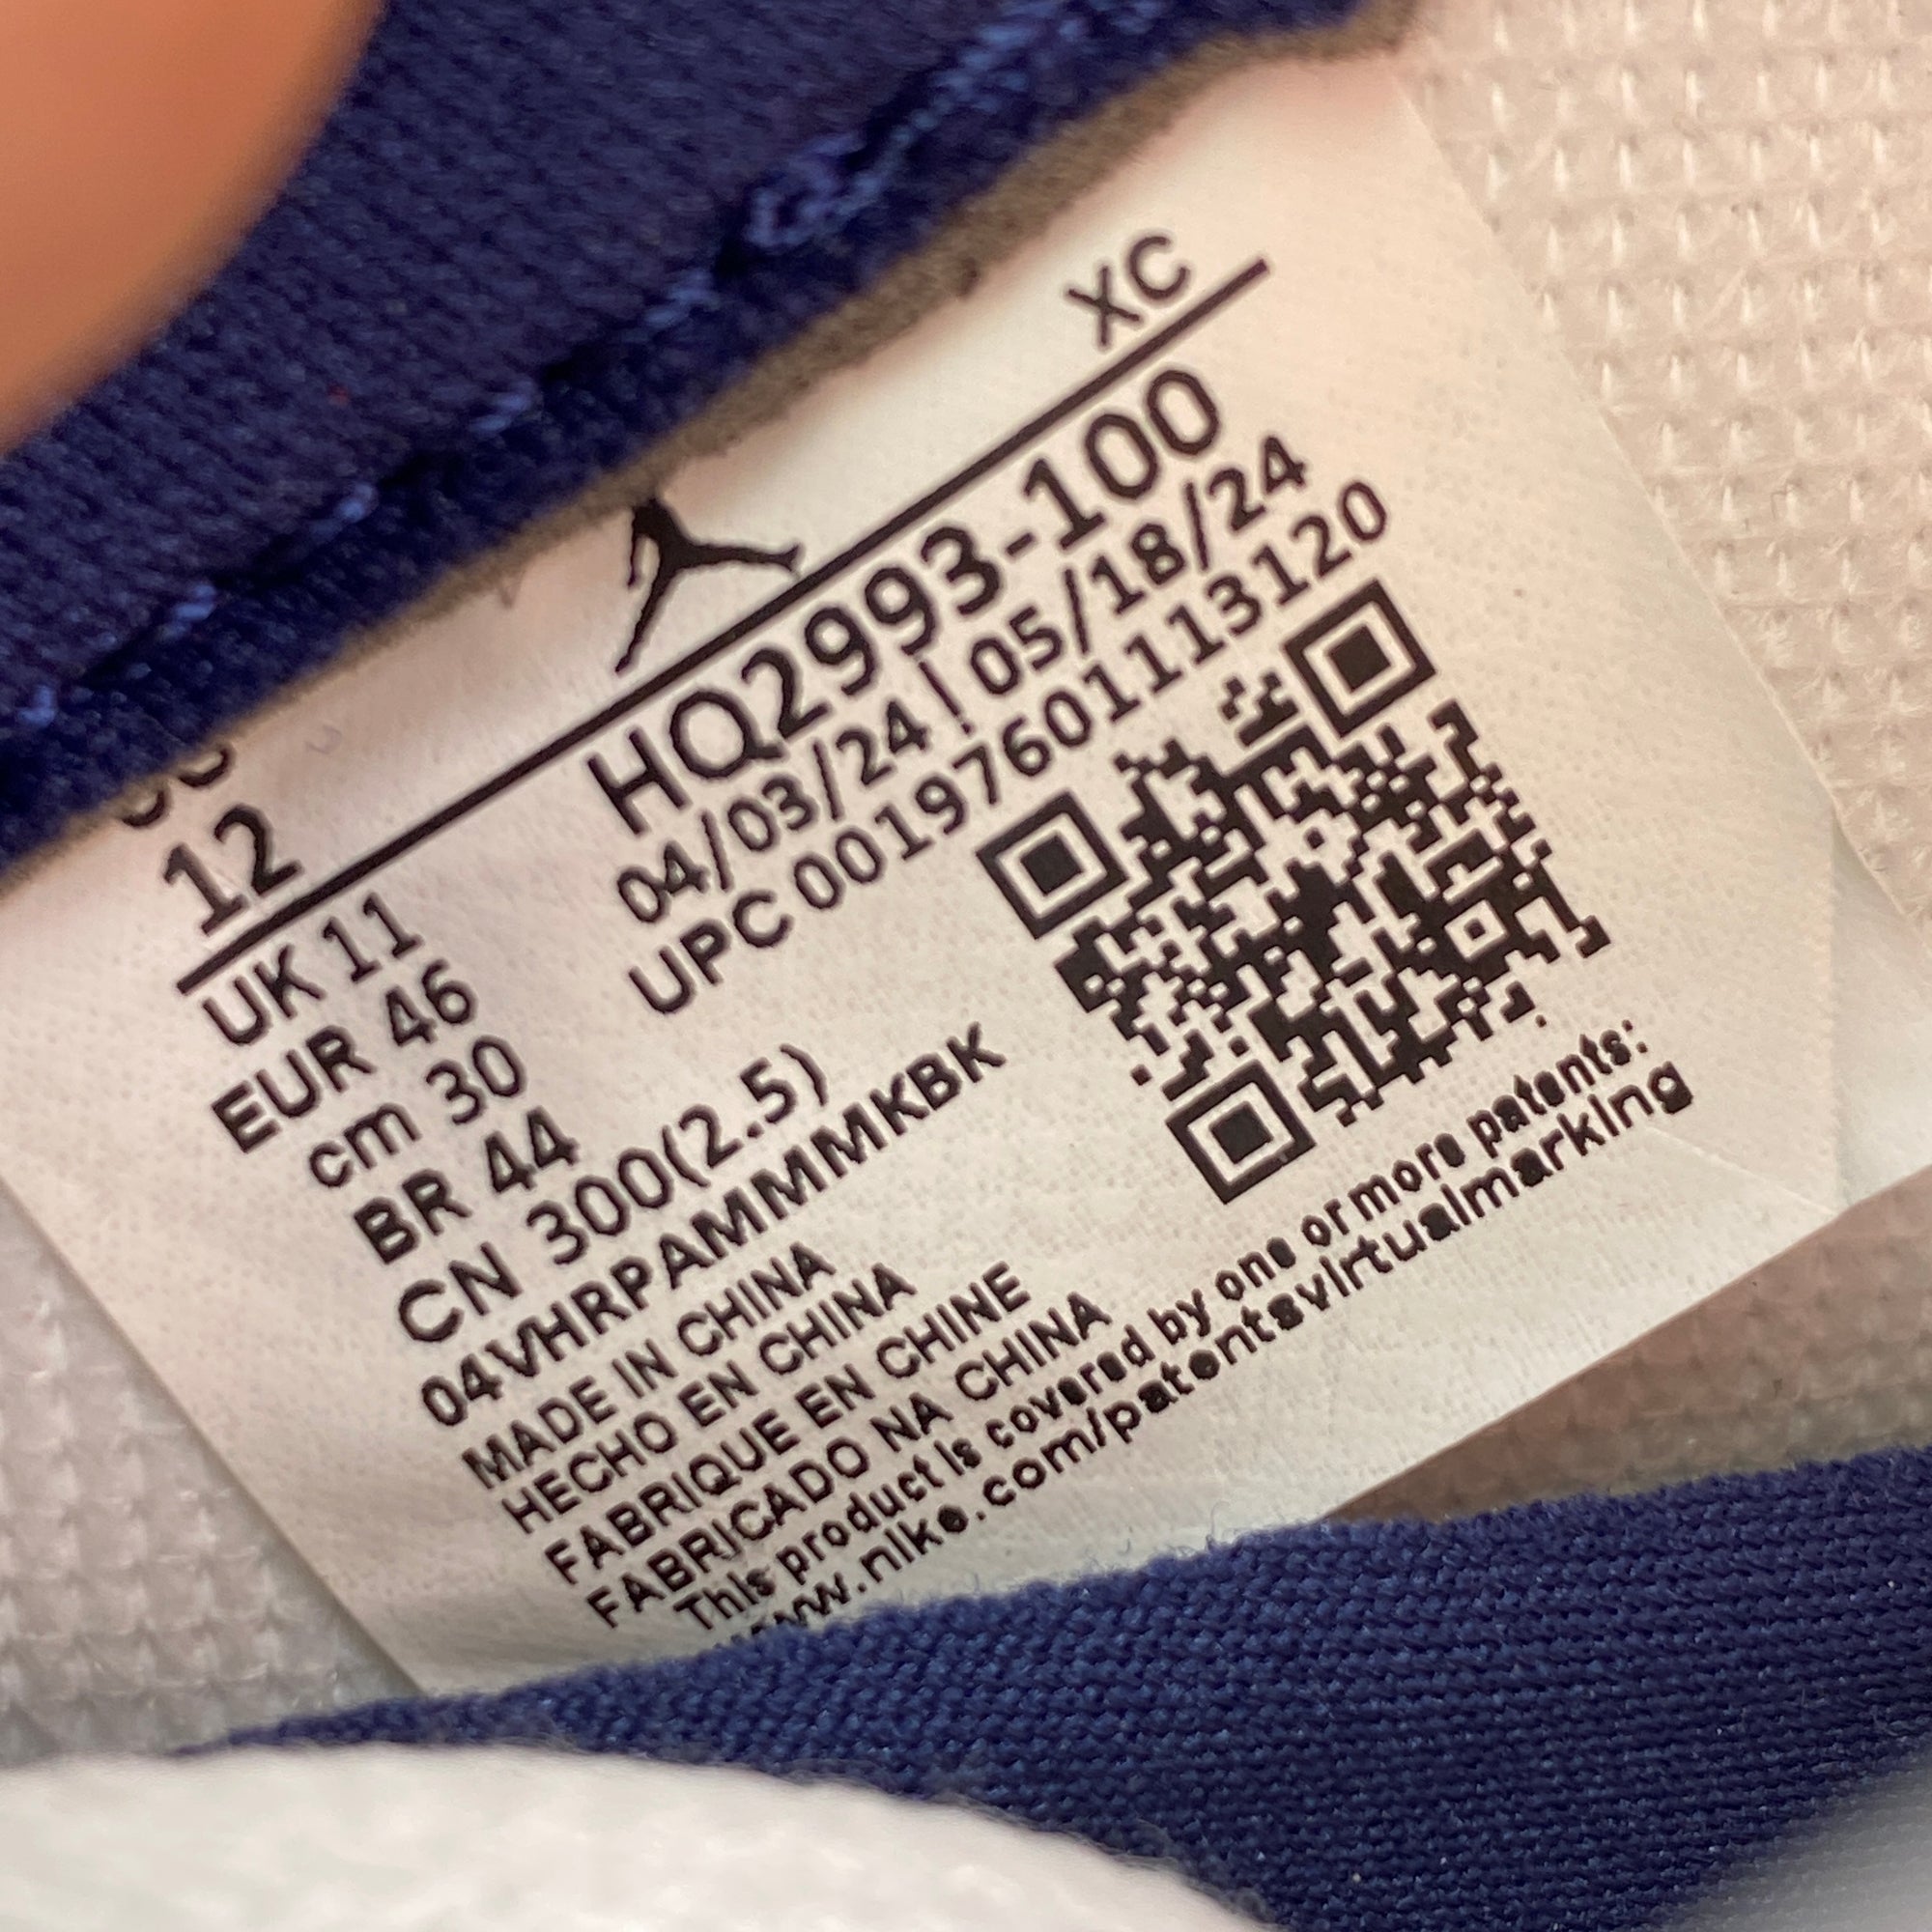 XC
12
HQ2993-100
04/03/24 | 05/18/24
UPC 00197601113120
UK 11
EUR 46
cm 30
BR 44
CN 300(2.5)
04VHRPAMMMKBK
MADE IN CHINA
HECHO EN CHINA
FABRIQUE EN CHINE
FABRICADO NA CHINA
This product is covered by one or more patents:
www.nike.com/patentsvirtualmarking